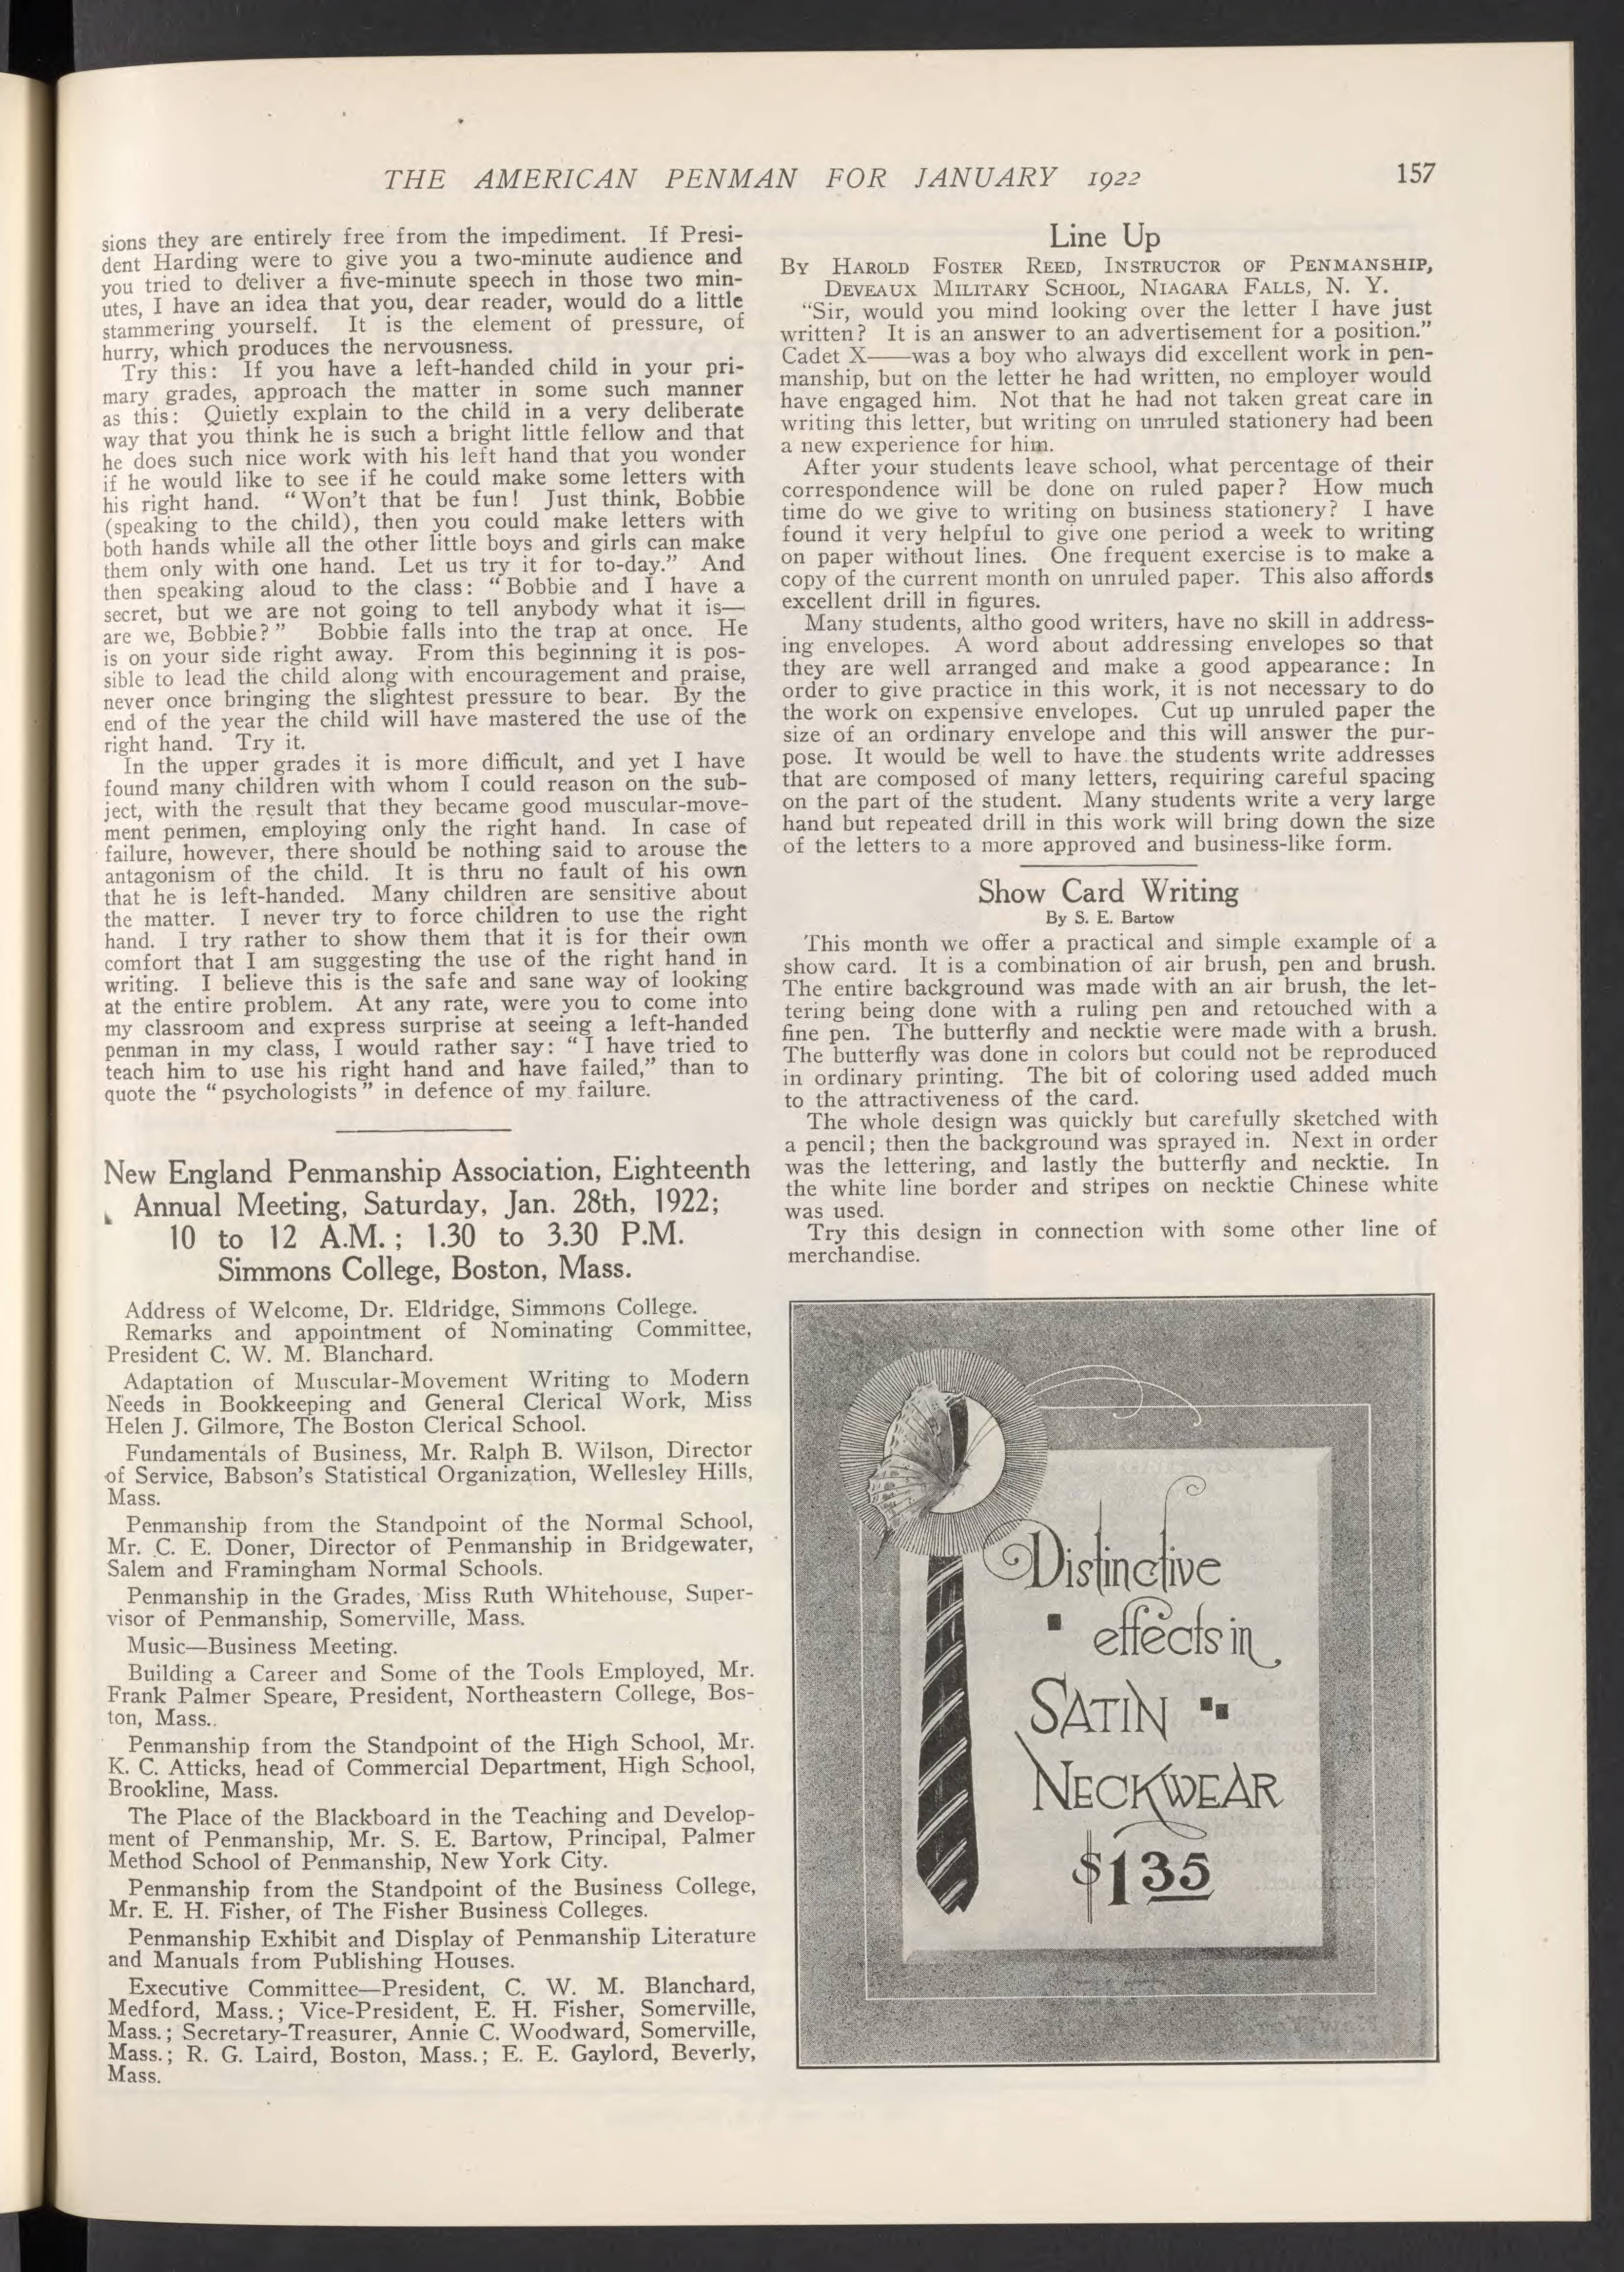 THE AMERICAN PENMAN FOR JANUARY 1922
157
sions they are entirely free from the impediment. If Presi-
dent Harding were to give you a two-minute audience and
you tried to deliver a five-minute speech in those two min-
utes, I have an idea that you, dear reader, would do a little
stammering yourself. It is the element of pressure, of
hurry, which produces the nervousness.
Try this: If you have a left-handed child in your pri-
mary grades, approach the matter in some such manner
as this: Quietly explain to the child in a very deliberate
way that you think he is such a bright little fellow and that
he does such nice work with his left hand that you wonder
if he would like to see if he could make some letters with
his right hand. “Won’t that be fun! Just think, Bobbie
(speaking to the child), then you could make letters with
both hands while all the other little boys and girls can make
them only with one hand. Let us try it for to-day.” And
then speaking aloud to the class: “Bobbie and I have a
secret, but we are not going to tell anybody what it is—
are we, Bobbie?” Bobbie falls into the trap at once. He
is on your side right away. From this beginning it is pos-
sible to lead the child along with encouragement and praise,
never once bringing the slightest pressure to bear. By the
end of the year the child will have mastered the use of the
right hand. Try it.
In the upper grades it is more difficult, and yet I have
found many children with whom I could reason on the sub-
ject, with the result that they became good muscular-move-
ment penmen, employing only the right hand. In case of
failure, however, there should be nothing said to arouse the
antagonism of the child. It is thru no fault of his own
that he is left-handed. Many children are sensitive about
the matter. I never try to force children to use the right
hand. I try rather to show them that it is for their own
comfort that I am suggesting the use of the right hand in
writing. I believe this is the safe and sane way of looking
at the entire problem. At any rate, were you to come into
my classroom and express surprise at seeing a left-handed
penman in my class, I would rather say: “I have tried to
teach him to use his right hand and have failed,” than to
quote the “psychologists” in defence of my failure.
New England Penmanship Association, Eighteenth
Annual Meeting, Saturday, Jan. 28th, 1922;
10 to 12 A.M.; 1.30 to 3.30 P.M.
Simmons College, Boston, Mass.
Address of Welcome, Dr. Eldridge, Simmons College.
Remarks and appointment of Nominating Committee,
President C. W. M. Blanchard.
Adaptation of Muscular-Movement Writing to Modern
Needs in Bookkeeping and General Clerical Work, Miss
Helen J. Gilmore, The Boston Clerical School.
Fundamentals of Business, Mr. Ralph B. Wilson, Director
of Service, Babson’s Statistical Organization, Wellesley Hills,
Mass.
Penmanship from the Standpoint of the Normal School,
Mr. C. E. Doner, Director of Penmanship in Bridgewater,
Salem and Framingham Normal Schools.
Penmanship in the Grades, Miss Ruth Whitehouse, Super-
visor of Penmanship, Somerville, Mass.
Music—Business Meeting.
Building a Career and Some of the Tools Employed, Mr.
Frank Palmer Speare, President, Northeastern College, Bos-
ton, Mass..
Penmanship from the Standpoint of the High School, Mr.
K. C. Atticks, head of Commercial Department, High School,
Brookline, Mass.
The Place of the Blackboard in the Teaching and Develop-
ment of Penmanship, Mr. S. E. Bartow, Principal, Palmer
Method School of Penmanship, New York City.
Penmanship from the Standpoint of the Business College,
Mr. E. H. Fisher, of The Fisher Business Colleges.
Penmanship Exhibit and Display of Penmanship Literature
and Manuals from Publishing Houses.
Executive Committee—President, C. W. M. Blanchard,
Medford, Mass.; Vice-President, E. H. Fisher, Somerville,
Mass.; Secretary-Treasurer, Annie C. Woodward, Somerville,
Mass.; R. G. Laird, Boston, Mass.; E. E. Gaylord, Beverly,
Mass.
Line Up
By Harold Foster Reed, Instructor of Penmanship,
Deveaux Military School, Niagara Falls, N. Y.
“Sir, would you mind looking over the letter I have just
written? It is an answer to an advertisement for a position.”
Cadet X——was a boy who always did excellent work in pen-
manship, but on the letter he had written, no employer would
have engaged him. Not that he had not taken great care in
writing this letter, but writing on unruled stationery had been
a new experience for him.
After your students leave school, what percentage of their
correspondence will be done on ruled paper? How much
time do we give to writing on business stationery? I have
found it very helpful to give one period a week to writing
on paper without lines. One frequent exercise is to make a
copy of the current month on unruled paper. This also affords
excellent drill in figures.
Many students, altho good writers, have no skill in address-
ing envelopes. A word about addressing envelopes so that
they are well arranged and make a good appearance: In
order to give practice in this work, it is not necessary to do
the work on expensive envelopes. Cut up unruled paper the
size of an ordinary envelope and this will answer the pur-
pose. It would be well to have the students write addresses
that are composed of many letters, requiring careful spacing
on the part of the student. Many students write a very large
hand but repeated drill in this work will bring down the size
of the letters to a more approved and business-like form.
Show Card Writing
By S. E. Bartow
This month we offer a practical and simple example of a
show card. It is a combination of air brush, pen and brush.
The entire background was made with an air brush, the let-
tering being done with a ruling pen and retouched with a
fine pen. The butterfly and necktie were made with a brush.
The butterfly was done in colors but could not be reproduced
in ordinary printing. The bit of coloring used added much
to the attractiveness of the card.
The whole design was quickly but carefully sketched with
a pencil; then the background was sprayed in. Next in order
was the lettering, and lastly the butterfly and necktie. In
the white line border and stripes on necktie Chinese white
was used.
Try this design in connection with some other line of
merchandise.
Distinctive
effects in
SATIN
NECKWEAR
$1 35